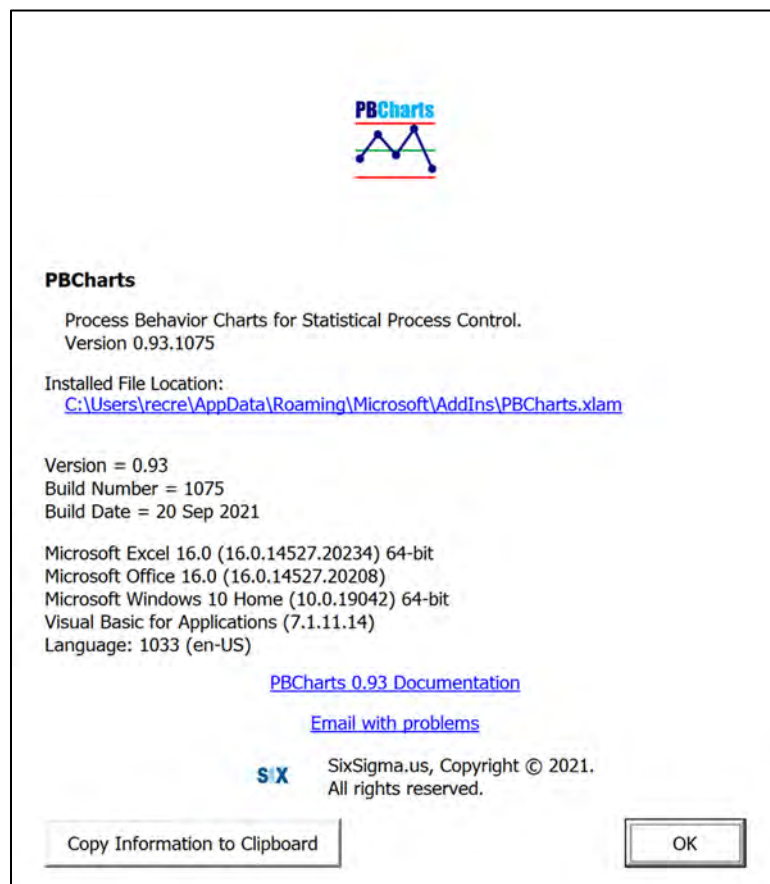 PBCharts
PBCharts
Process Behavior Charts for Statistical Process Control.
Version 0.93.1075
Installed File Location:
C:\Users\recre\AppData\Roaming\Microsoft\AddIns\PBCharts.xlam
Version = 0.93
Build Number = 1075
Build Date = 20 Sep 2021
Microsoft Excel 16.0 (16.0.14527.20234) 64-bit
Microsoft Office 16.0 (16.0.14527.20208)
Microsoft Windows 10 Home (10.0.19042) 64-bit
Visual Basic for Applications (7.1.11.14)
Language: 1033 (en-US)
PBCharts 0.93 Documentation
Email with problems
SIX
SixSigma.us, Copyright © 2021.
All rights reserved.
Copy Information to Clipboard
OK